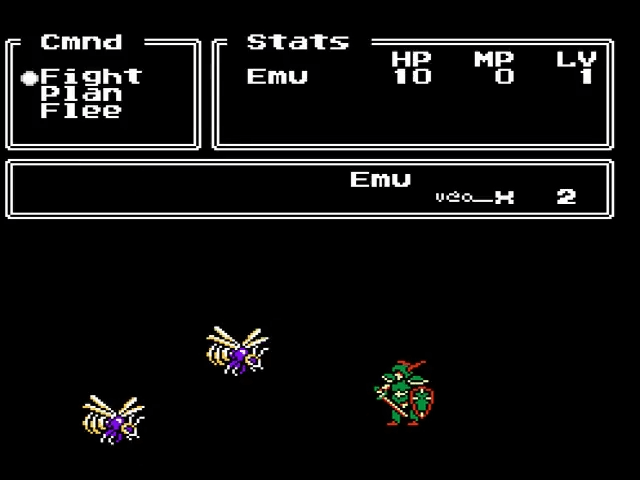 Cmnd
Fight
Plan
Flee
Stats
HP MP LV
Emu 10 0 1
Emu
X 2